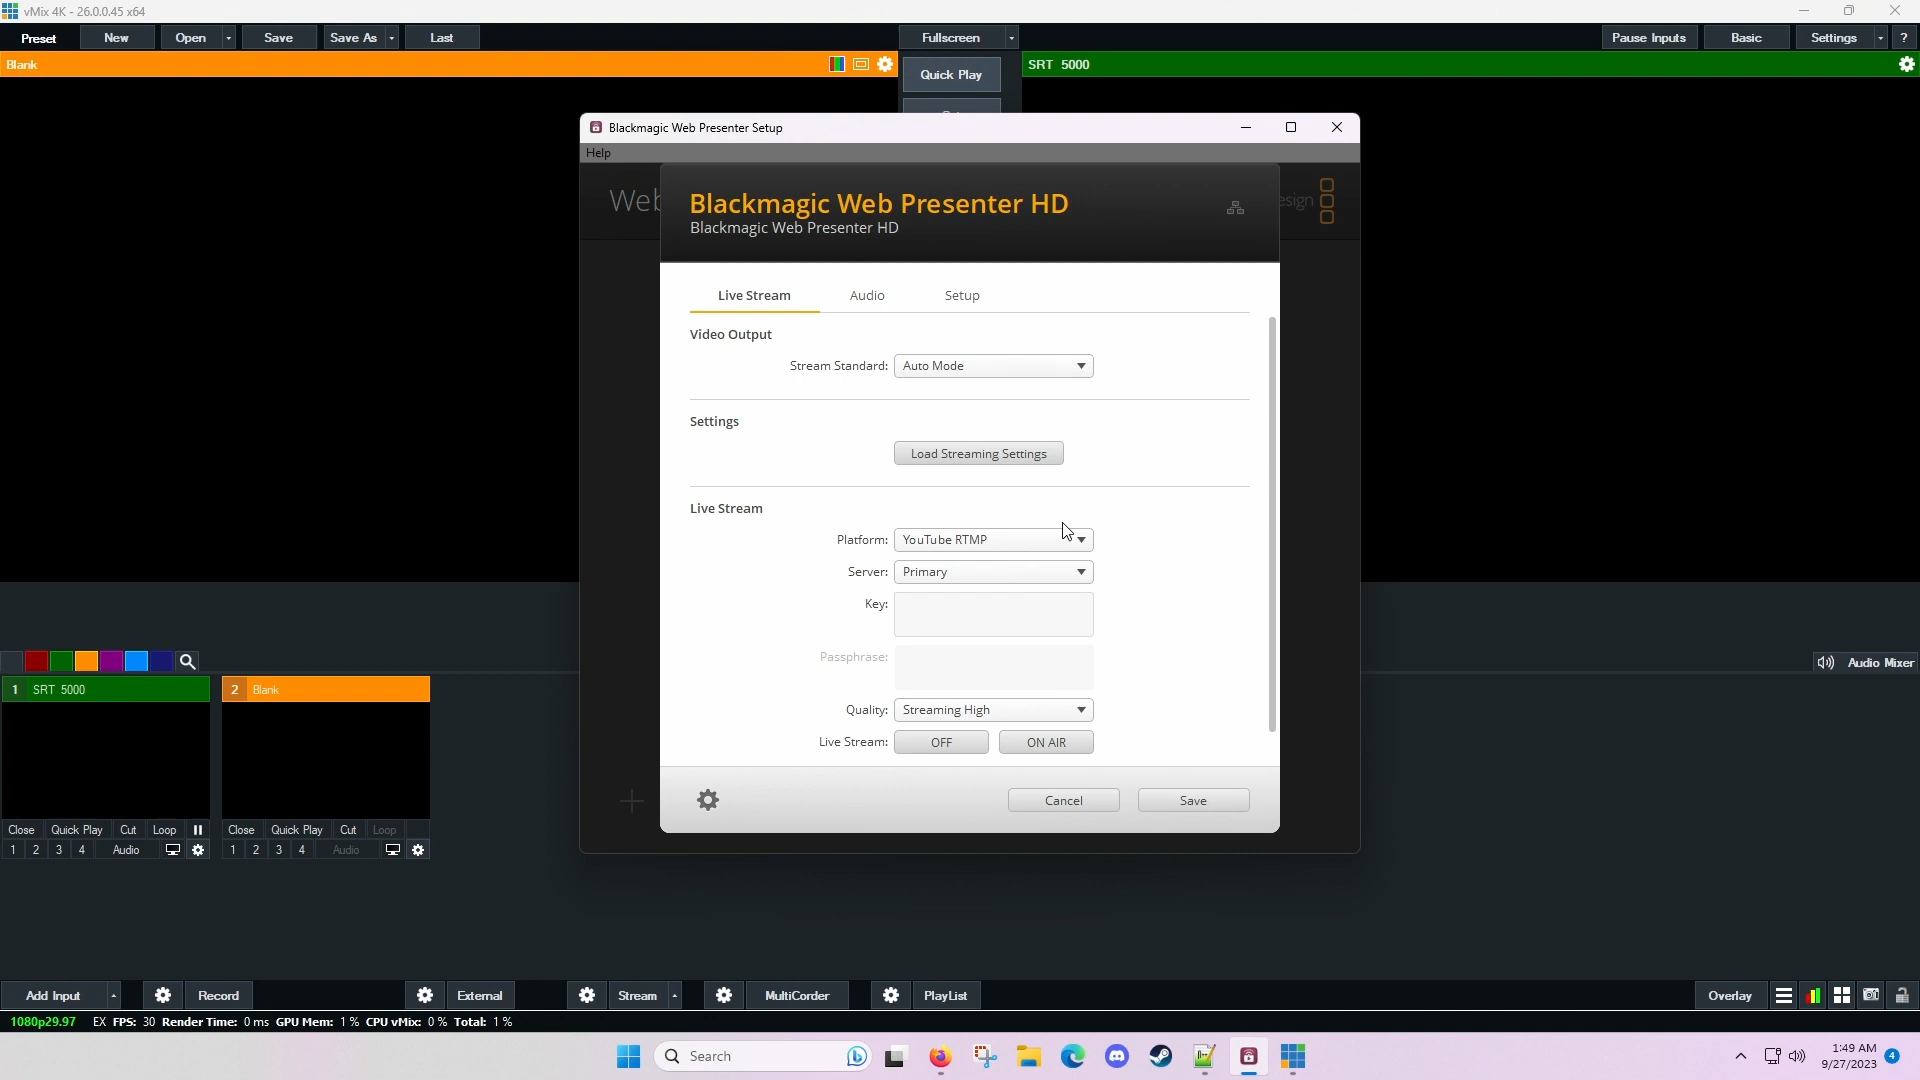 vMix 4K - 26.0.0.45 x64
Preset New Open Save Save As Last Fullscreen Pause Inputs Basic Settings ?
Blank Quick Play SRT 5000
Blackmagic Web Presenter Setup
Help
Blackmagic Web Presenter HD
Blackmagic Web Presenter HD
Live Stream Audio Setup
Video Output
Stream Standard: Auto Mode
Settings
Load Streaming Settings
Live Stream
Platform: YouTube RTMP
Server: Primary
Key:
Passphrase:
Quality: Streaming High
Live Stream: OFF ON AIR
Cancel Save
Audio Mixer
1 SRT 5000 2 Blank
Close Quick Play Cut Loop Close Quick Play Cut Loop
1 2 3 4 Audio 1 2 3 4 Audio
Add Input Record External Stream MultiCorder PlayList Overlay
1080p29.97 EX FPS: 30 Render Time: 0 ms GPU Mem: 1 % CPU vMix: 0 % Total: 1 %
Search
1:49 AM
9/27/2023 4